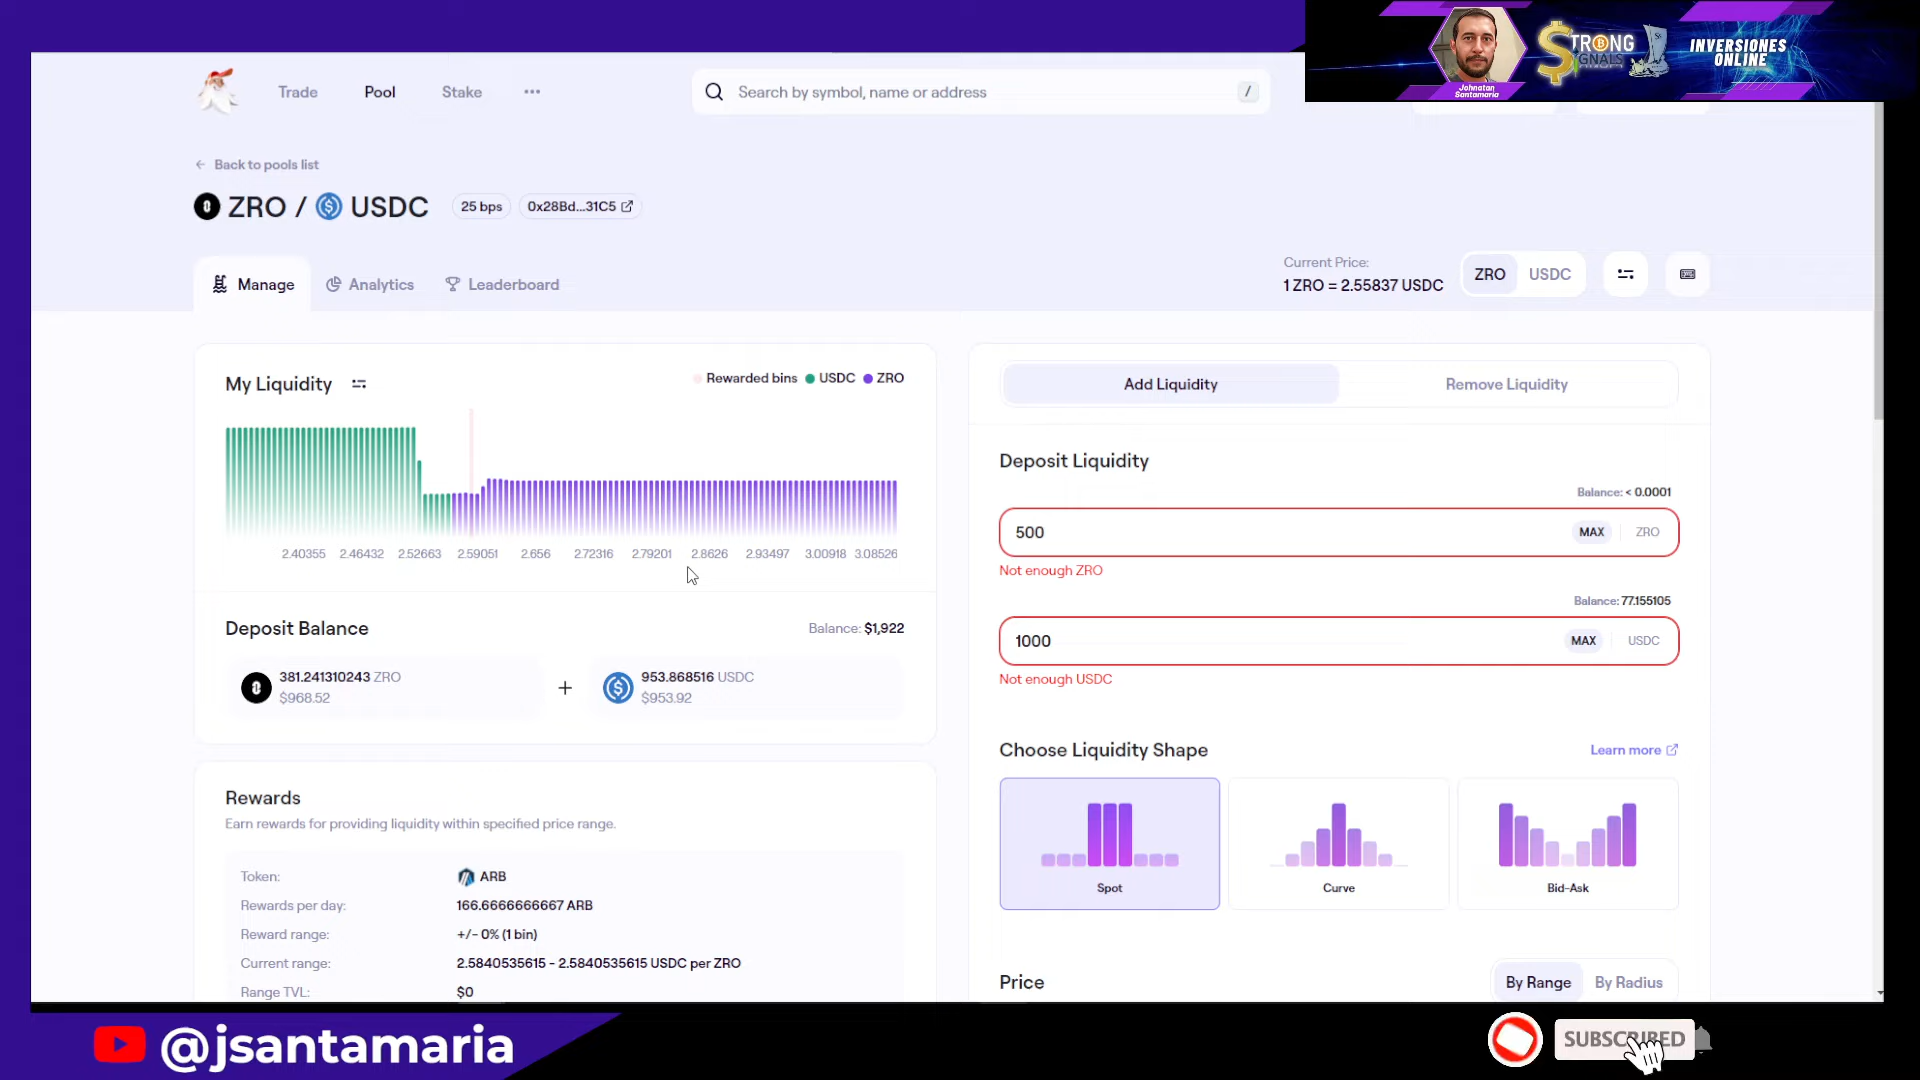 Trade
Pool
Stake
Search by symbol, name or address
/
Johnatan
Santamaria
INVERSIONES
ONLINE
Back to pools list
ZRO / USDC
25 bps
0x28Bd...31C5
Manage
Analytics
Leaderboard
Current Price:
1 ZRO = 2.55837 USDC
ZRO
USDC
My Liquidity
Rewarded bins
USDC
ZRO
2.40355 2.46432 2.52663 2.59051 2.656 2.72316 2.79201 2.8626 2.93497 3.00918 3.08526
Deposit Balance
Balance: $1,922
381.241310243 ZRO
$968.52
+
953.868516 USDC
$953.92
Rewards
Earn rewards for providing liquidity within specified price range.
Token: ARB
Rewards per day: 166.6666666667 ARB
Reward range: +/- 0% (1 bin)
Current range: 2.5840535615 - 2.5840535615 USDC per ZRO
Range TVL: $0
Add Liquidity
Remove Liquidity
Deposit Liquidity
Balance: < 0.0001
500
MAX
ZRO
Not enough ZRO
Balance: 77.155105
1000
MAX
USDC
Not enough USDC
Choose Liquidity Shape
Learn more
Spot
Curve
Bid-Ask
Price
By Range
By Radius
@jsantamaria
SUBSCRIBED